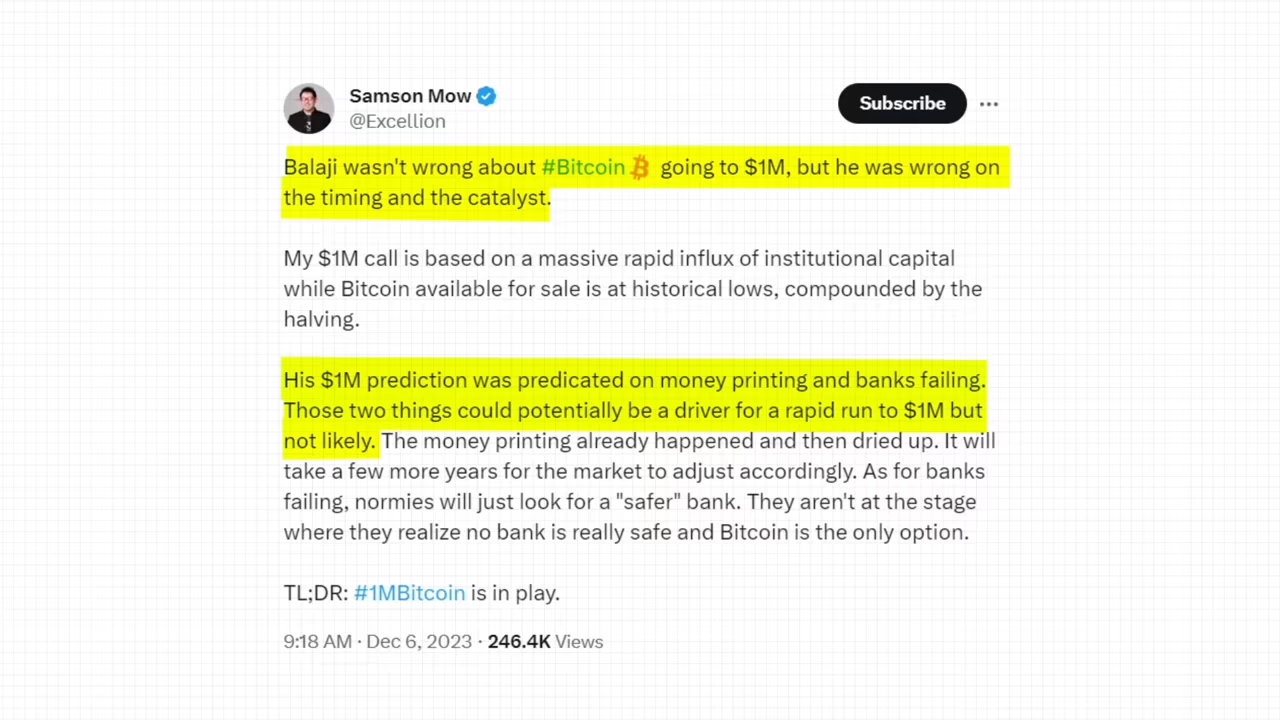 Samson Mow
@Excellion
Subscribe
Balaji wasn't wrong about #Bitcoin going to $1M, but he was wrong on
the timing and the catalyst.
My $1M call is based on a massive rapid influx of institutional capital
while Bitcoin available for sale is at historical lows, compounded by the
halving.
His $1M prediction was predicated on money printing and banks failing.
Those two things could potentially be a driver for a rapid run to $1M but
not likely. The money printing already happened and then dried up. It will
take a few more years for the market to adjust accordingly. As for banks
failing, normies will just look for a "safer" bank. They aren't at the stage
where they realize no bank is really safe and Bitcoin is the only option.
TL;DR: #1MBitcoin is in play.
9:18 AM · Dec 6, 2023 · 246.4K Views